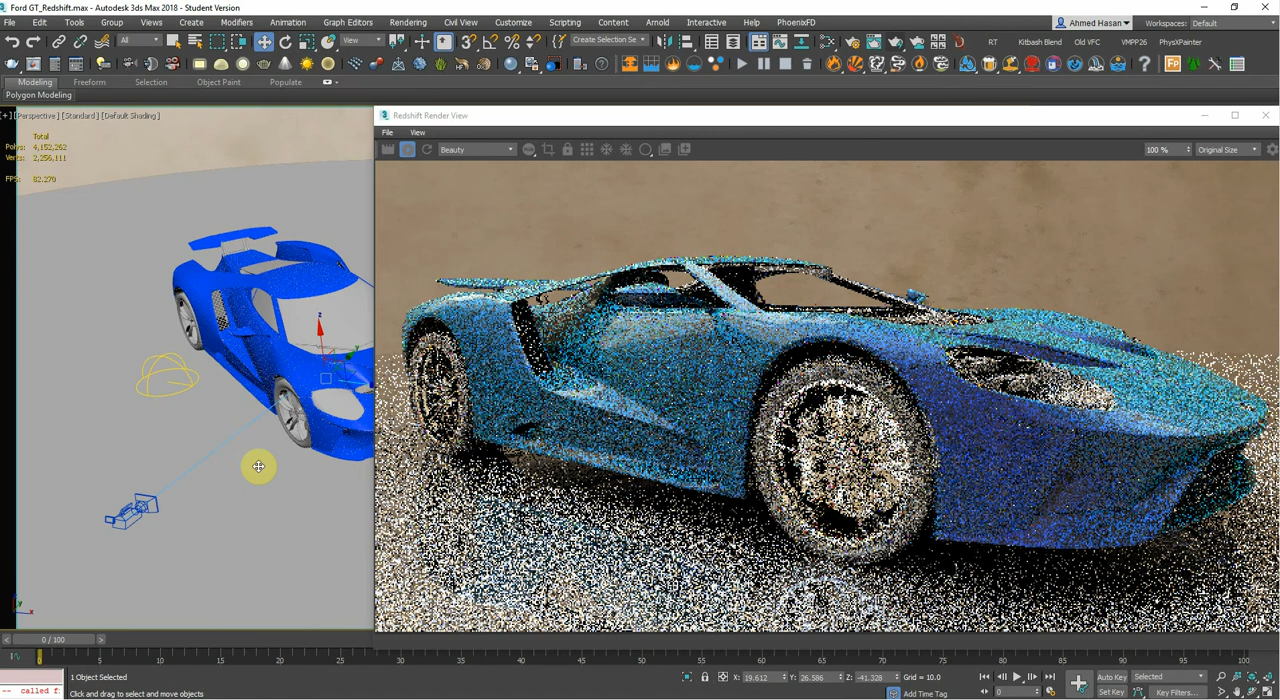 Ford GT_Redshift.max - Autodesk 3ds Max 2018 - Student Version
File Edit Tools Group Views Create Modifiers Animation Graph Editors Rendering Civil View Customize Scripting Content Arnold Interactive Help PhoenixFD Ahmed Hasan Workspaces: Default
All View Create Selection Se RT Kitbash Blend Old VFC VMPP26 PhysXPainter
Fp
Modeling Freeform Selection Object Paint Populate
Polygon Modeling
[+] [Perspective ] [Standard ] [Default Shading ]
3 Redshift Render View
File View
Beauty 100 % Original Size
Total
Polys: 4,152,262
Verts: 2,256,111
FPS: 82.270
z
y
y
x
< 0 / 100 >
0 5 10 15 20 25 30 35 40 45 50 55 60 65 70 75 80 85 90 95 100
1 Object Selected X: 19.612 Y: 26.586 Z: -41.328 Grid = 10.0 Auto Key Selected
-- called f: Click and drag to select and move objects Add Time Tag 0 Set Key Key Filters...